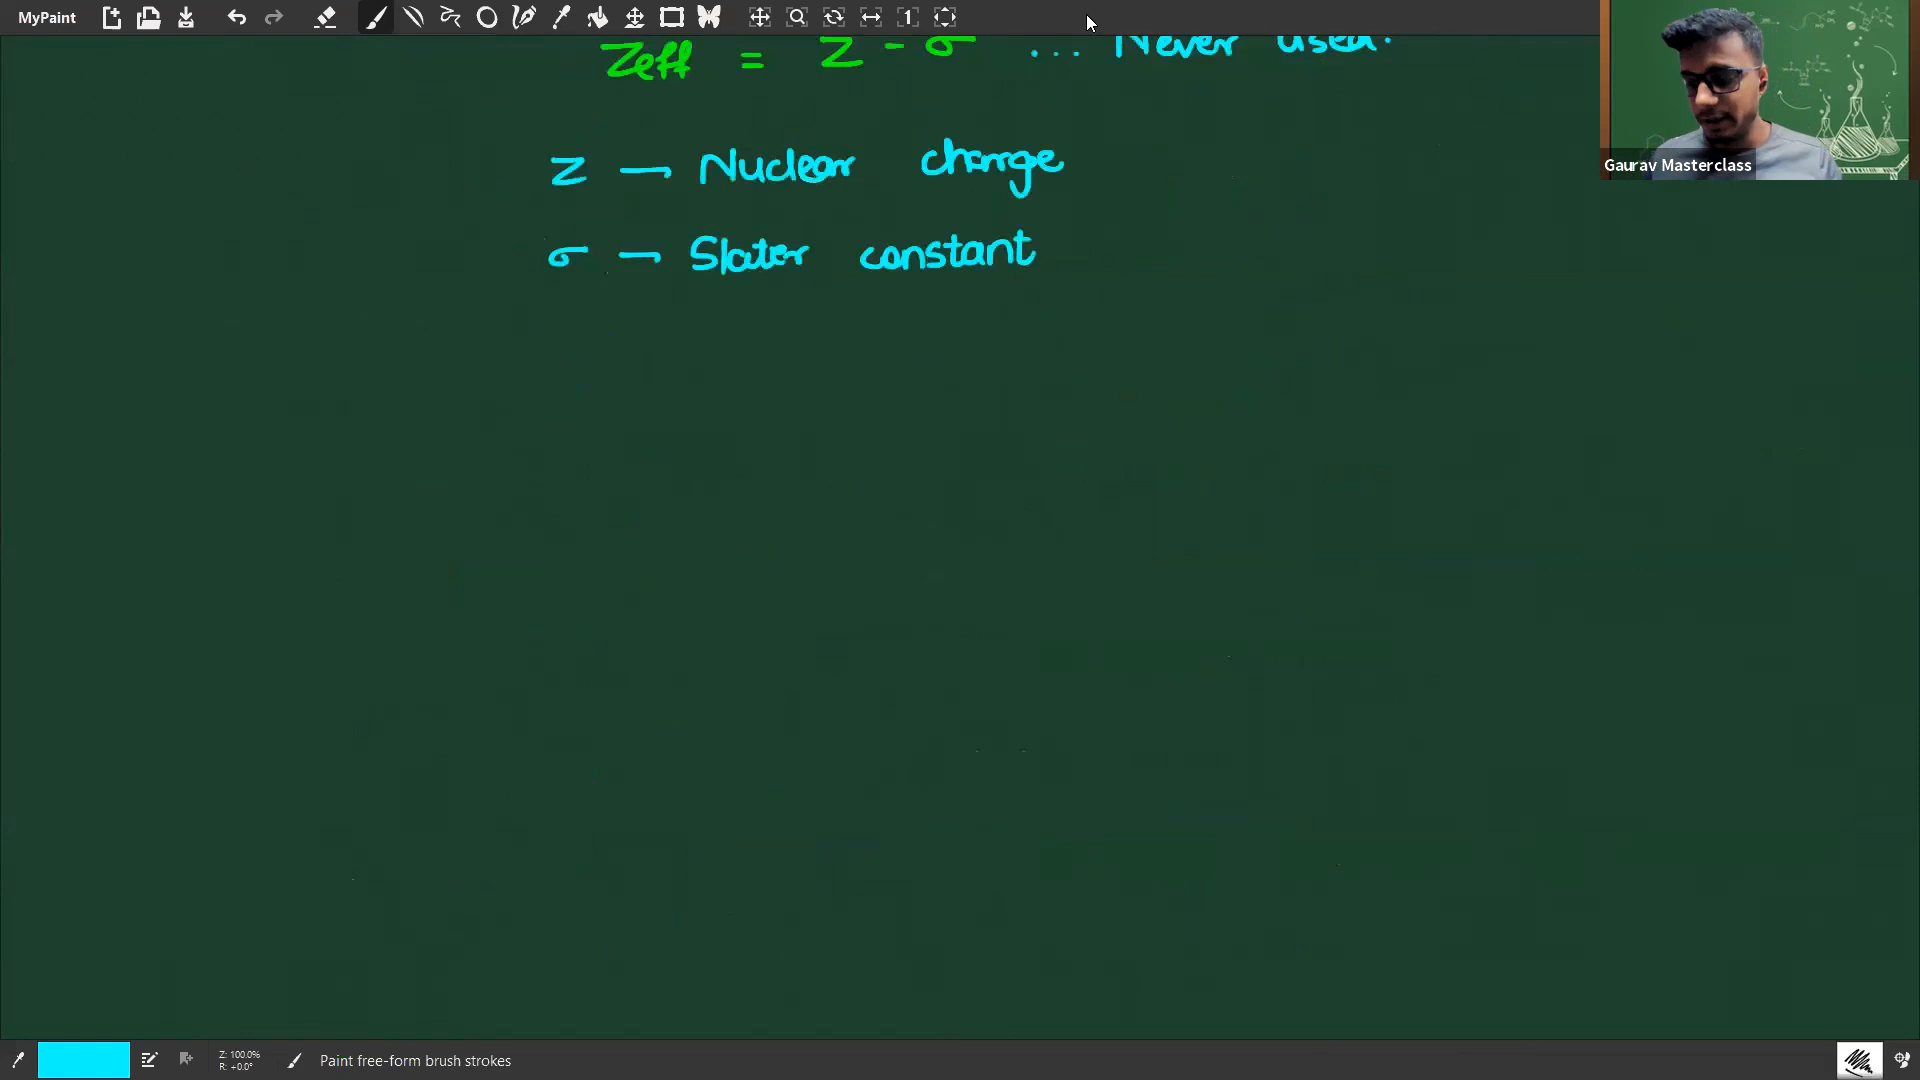 MyPaint
Zeff = Z - σ ... Never used.
Gaurav Masterclass
Z — Nuclear charge
σ — Slater constant
Z: 100.0%
R: +0.0°
Paint free-form brush strokes